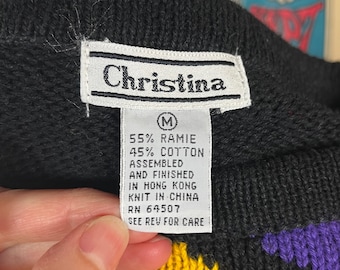 Christina
M
55% RAMIE
45% COTTON
ASSEMBLED
AND FINISHED
IN HONG KONG
KNIT IN CHINA
RN 64507
SEE REV FOR CARE